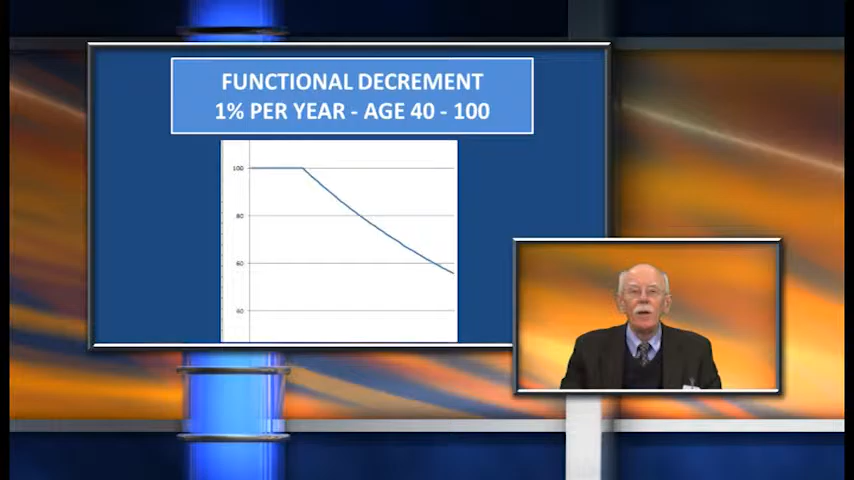 FUNCTIONAL DECREMENT
1% PER YEAR - AGE 40 - 100
100
80
60